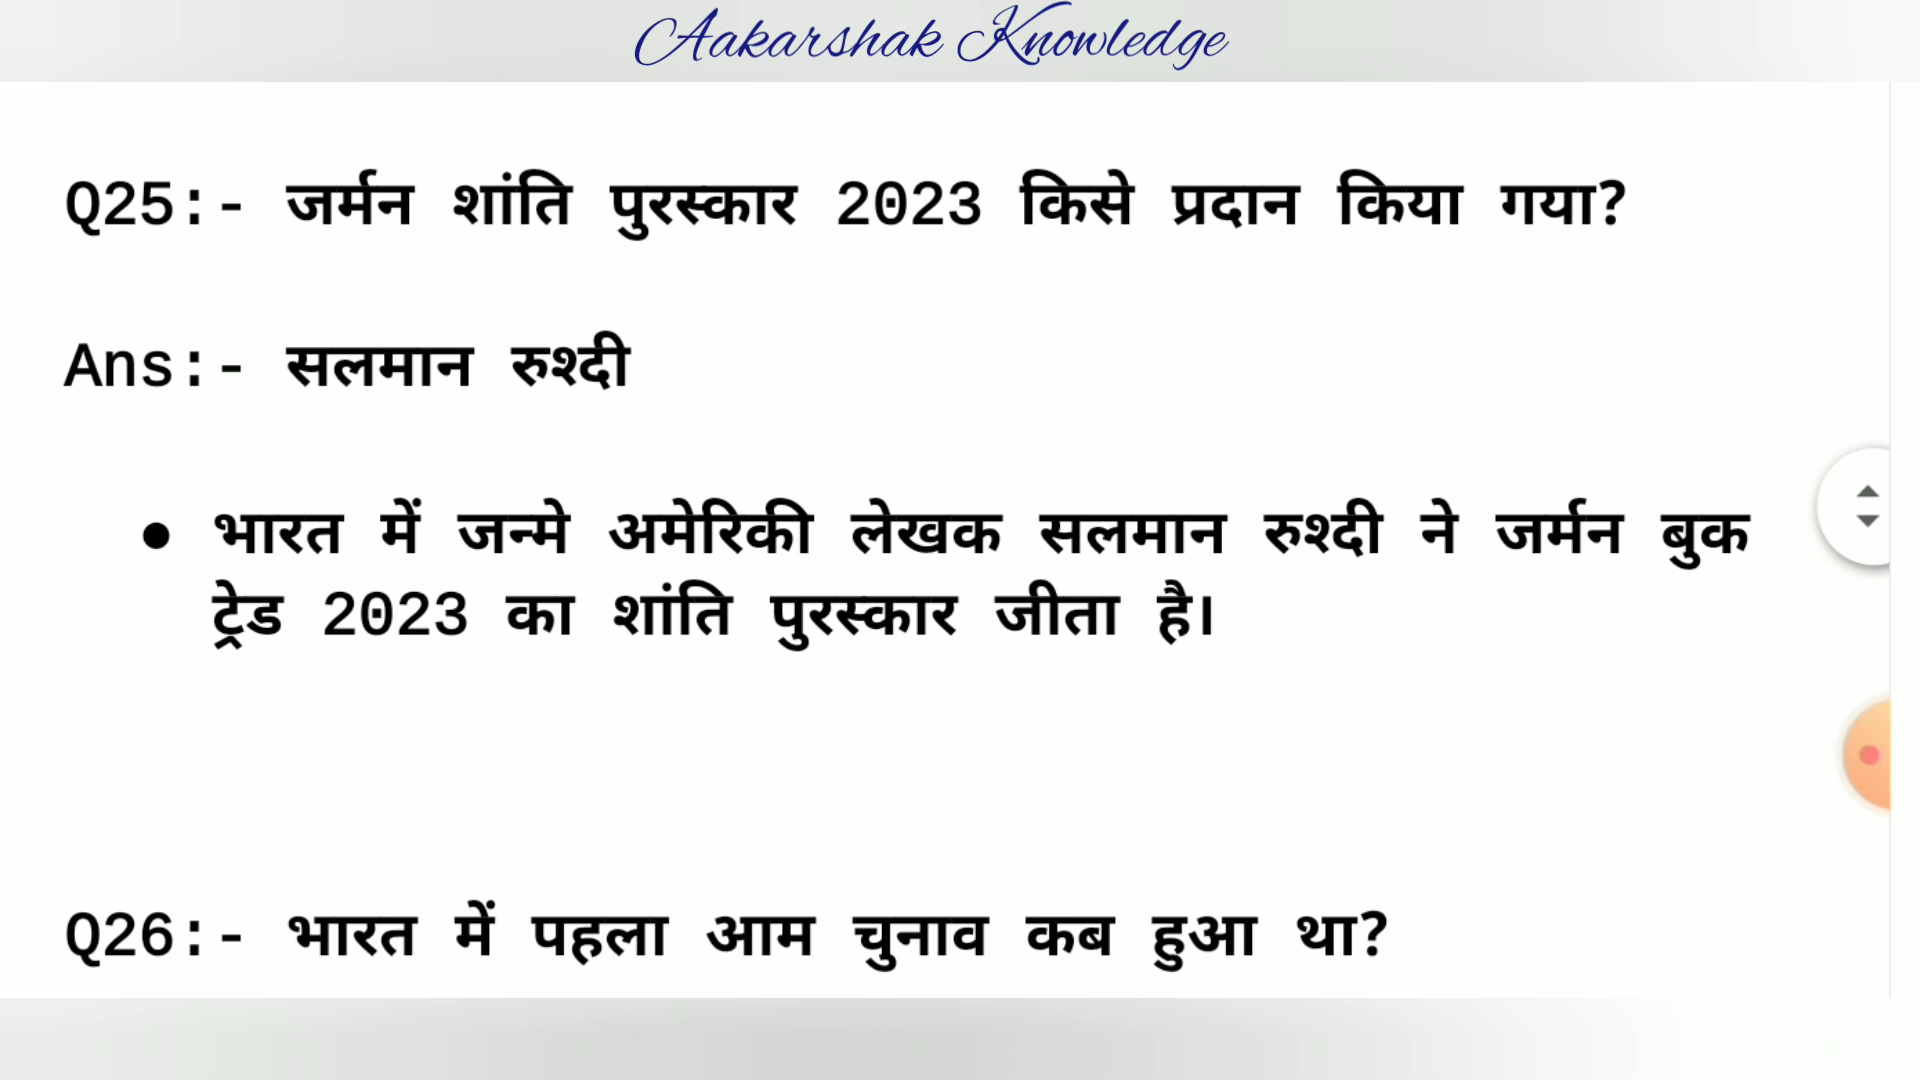 Aakarshak Knowledge
Q25:- जर्मन शांति पुरस्कार 2023 किसे प्रदान किया गया?
Ans:- सलमान रुश्दी
● भारत में जन्मे अमेरिकी लेखक सलमान रुश्दी ने जर्मन बुक
ट्रेड 2023 का शांति पुरस्कार जीता है।
Q26:- भारत में पहला आम चुनाव कब हुआ था?